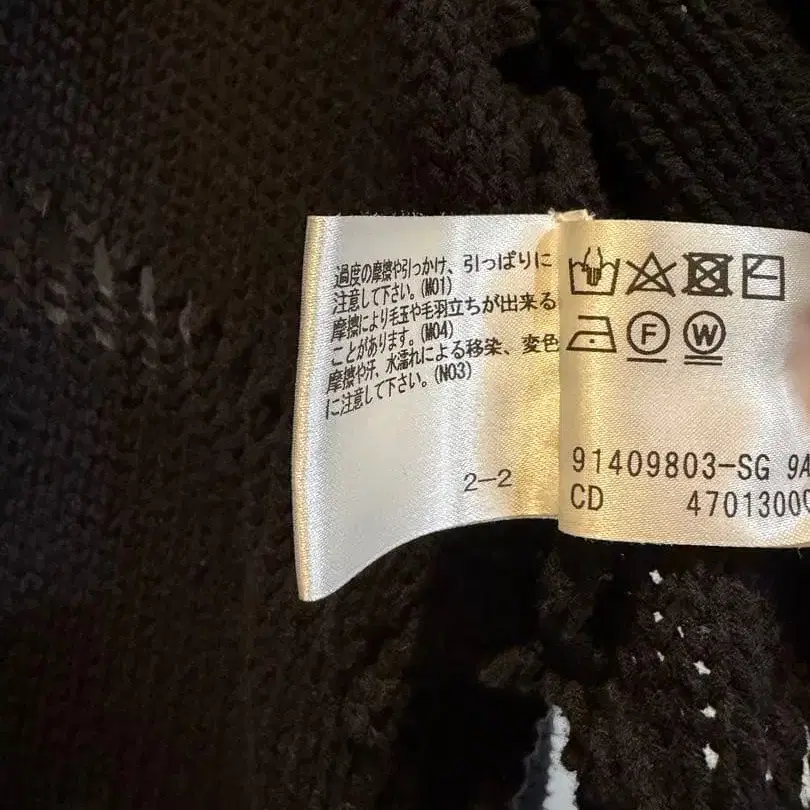 過度の摩擦や引っかけ、引っぱりに
注意して下さい。(M01)
摩擦により毛玉や毛羽立ちが出来る
ことがあります。(M04)
摩擦や汗、水濡れによる移染、変色
に注意して下さい。(N03)
2-2
F
W
91409803-SG 9A
CD 4701300